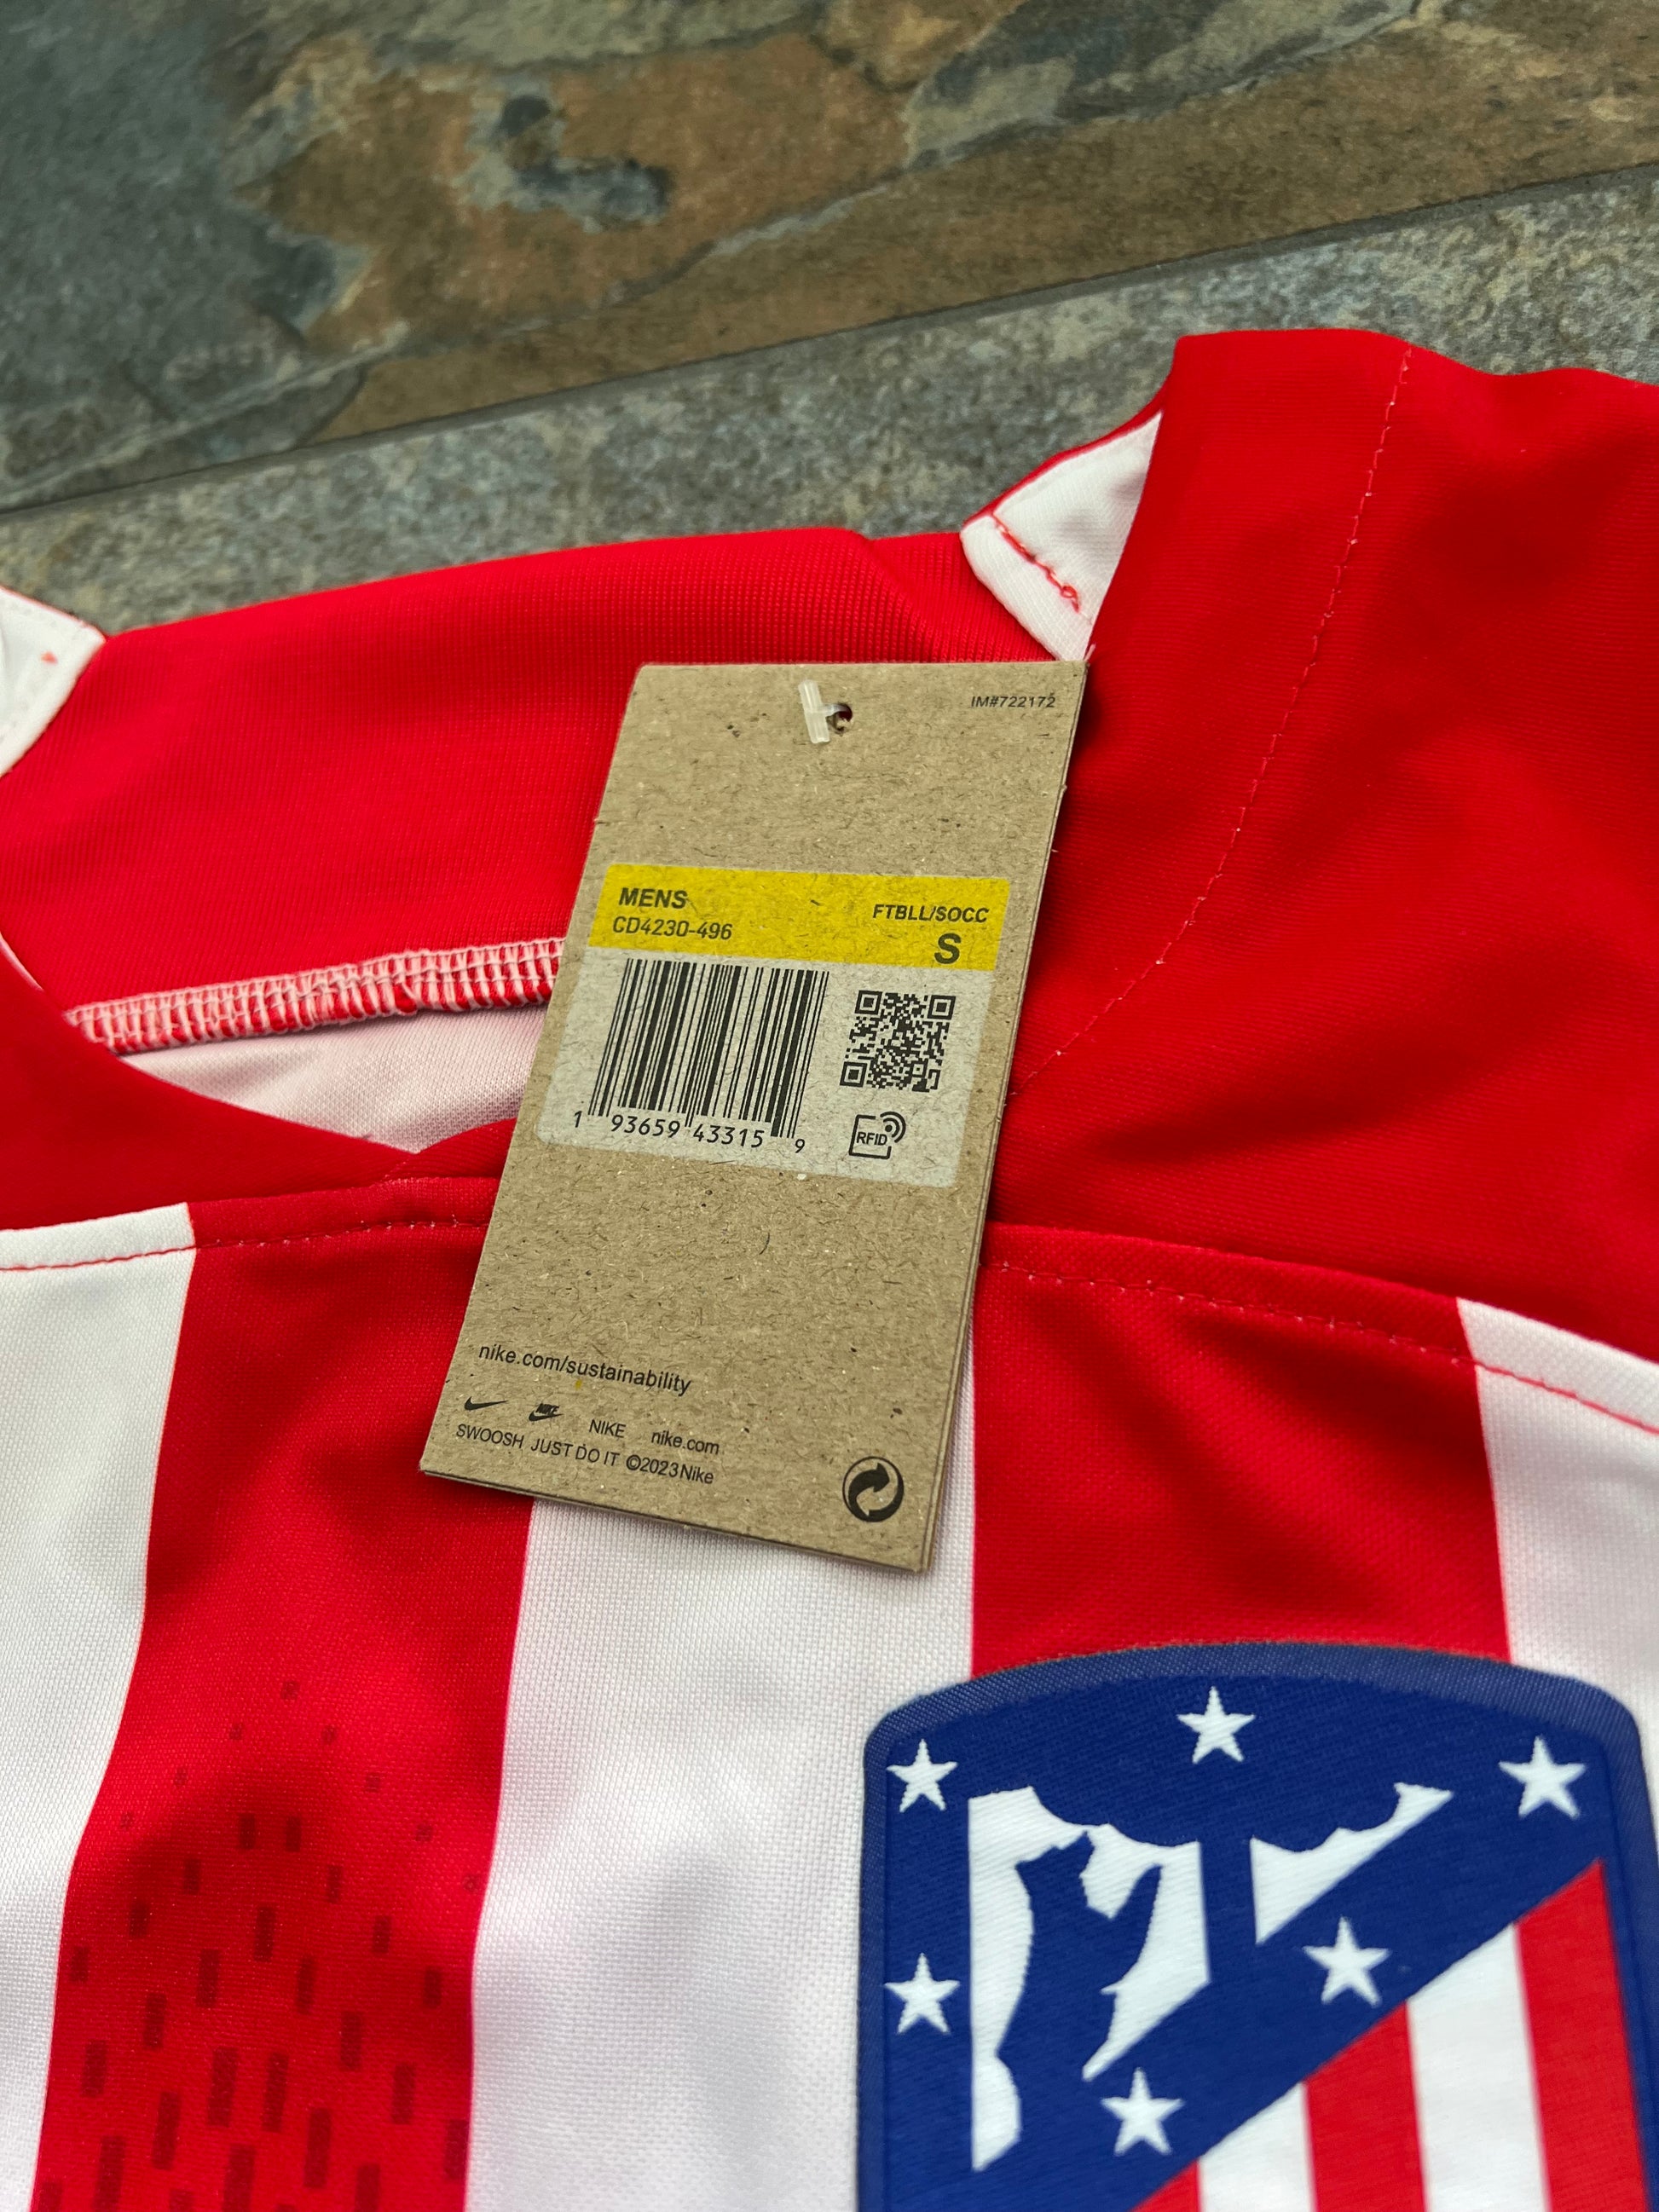 IM#722172
MENS
FTBLL/SOCC
CD4230-496
S
1 93659 43315 9
RFID
nike.com/sustainability
NIKE nike.com
SWOOSH JUST DO IT ©2023 Nike